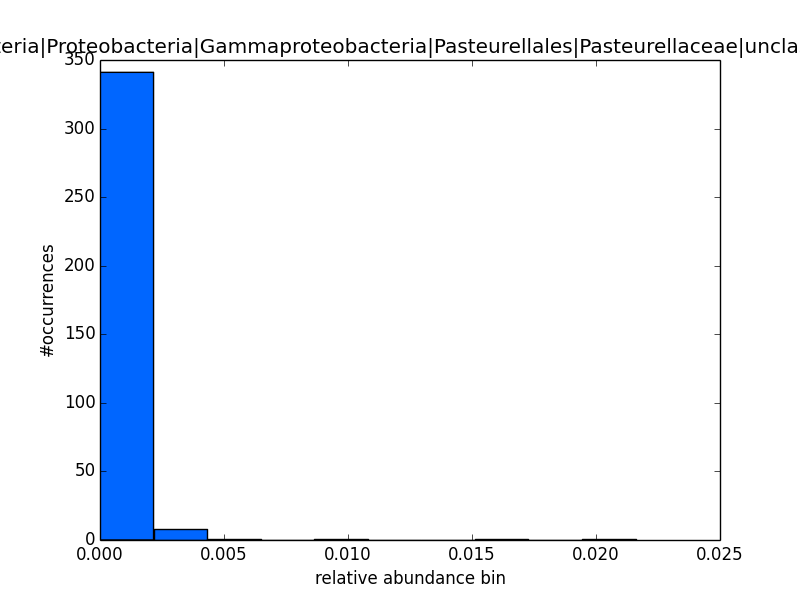 eria|Proteobacteria|Gammaproteobacteria|Pasteurellales|Pasteurellaceae|uncla
350
300
250
200
150
100
50
0
#occurrences
0.000 0.005 0.010 0.015 0.020 0.025
relative abundance bin